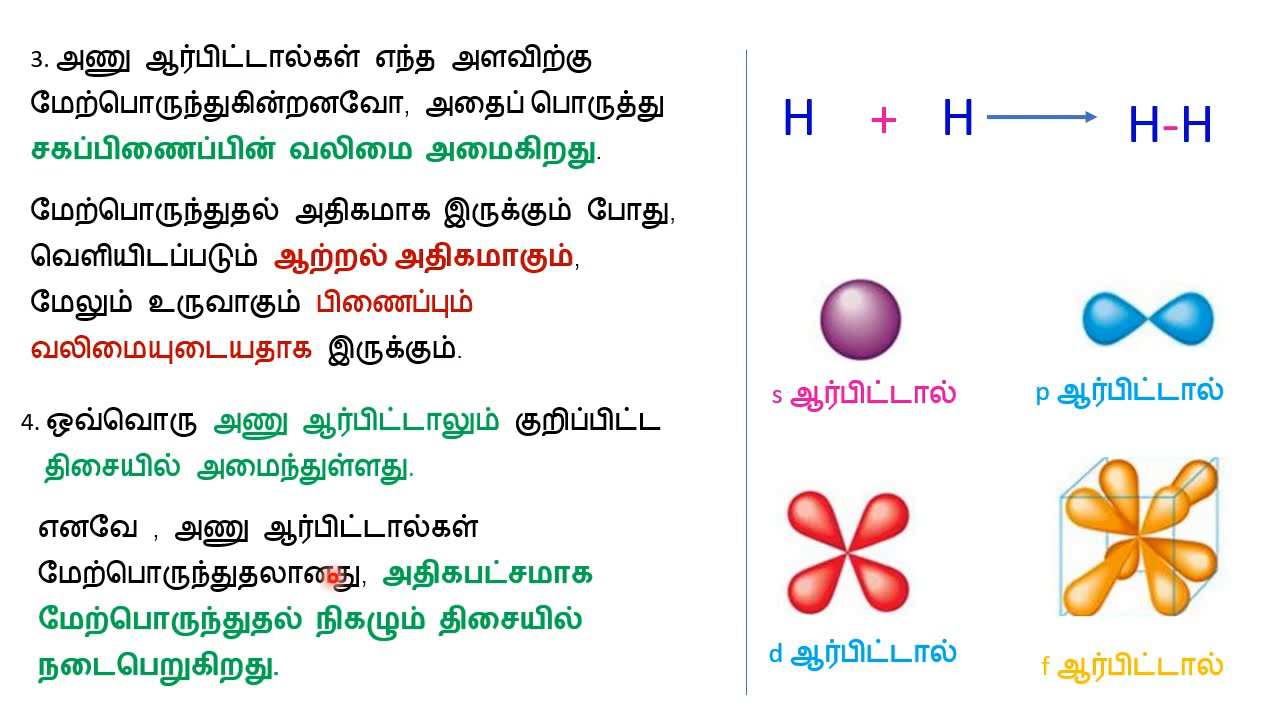 3. அணு ஆர்பிட்டால்கள் எந்த அளவிற்கு
மேற்பொருந்துகின்றனவோ, அதைப் பொருத்து
சகப்பிணைப்பின் வலிமை அமைகிறது.
மேற்பொருந்துதல் அதிகமாக இருக்கும் போது,
வெளியிடப்படும் ஆற்றல் அதிகமாகும்,
மேலும் உருவாகும் பிணைப்பும்
வலிமையுடையதாக இருக்கும்.
4. ஒவ்வொரு அணு ஆர்பிட்டாலும் குறிப்பிட்ட
திசையில் அமைந்துள்ளது.
எனவே , அணு ஆர்பிட்டால்கள்
மேற்பொருந்துதலானது, அதிகபட்சமாக
மேற்பொருந்துதல் நிகழும் திசையில்
நடைபெறுகிறது.
H + H → H-H
s ஆர்பிட்டால்
p ஆர்பிட்டால்
d ஆர்பிட்டால்
f ஆர்பிட்டால்